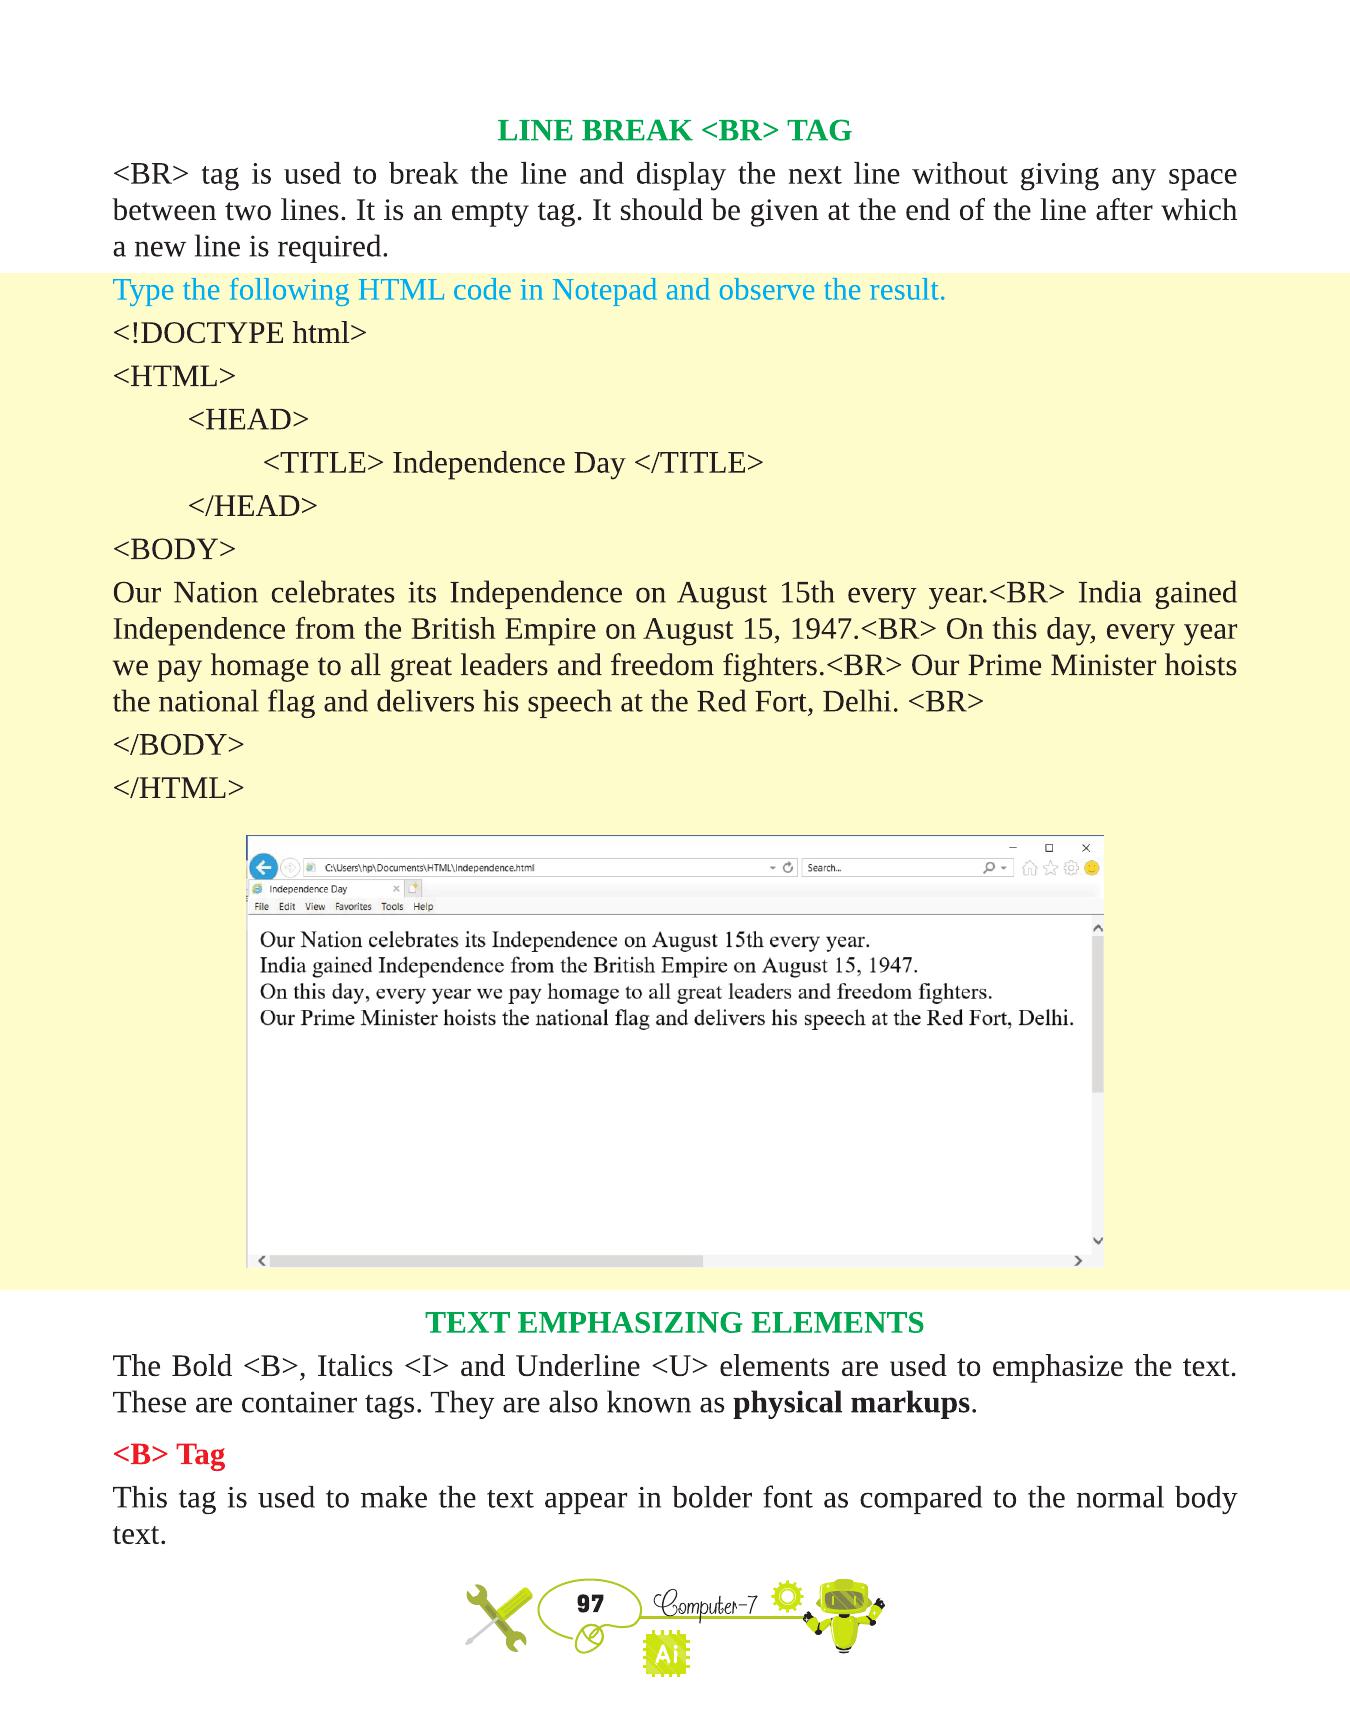 LINE BREAK <BR> TAG
<BR> tag is used to break the line and display the next line without giving any space
between two lines. It is an empty tag. It should be given at the end of the line after which
a new line is required.
Type the following HTML code in Notepad and observe the result.
<!DOCTYPE html>
<HTML>
<HEAD>
<TITLE> Independence Day </TITLE>
</HEAD>
<BODY>
Our Nation celebrates its Independence on August 15th every year.<BR> India gained
Independence from the British Empire on August 15, 1947.<BR> On this day, every year
we pay homage to all great leaders and freedom fighters.<BR> Our Prime Minister hoists
the national flag and delivers his speech at the Red Fort, Delhi. <BR>
</BODY>
</HTML>
C:\Users\hp\Documents\HTML\Independence.html Search...
Independence Day
File Edit View Favorites Tools Help
Our Nation celebrates its Independence on August 15th every year.
India gained Independence from the British Empire on August 15, 1947.
On this day, every year we pay homage to all great leaders and freedom fighters.
Our Prime Minister hoists the national flag and delivers his speech at the Red Fort, Delhi.
TEXT EMPHASIZING ELEMENTS
The Bold <B>, Italics <I> and Underline <U> elements are used to emphasize the text.
These are container tags. They are also known as physical markups.
<B> Tag
This tag is used to make the text appear in bolder font as compared to the normal body
text.
97 Computer-7
Ai